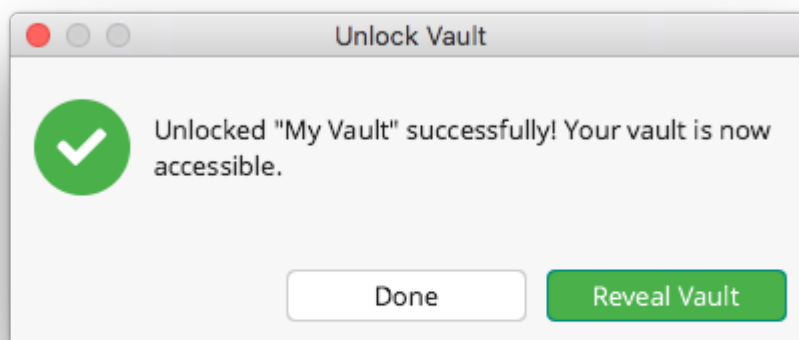 Unlock Vault
Unlocked "My Vault" successfully! Your vault is now
accessible.
Done
Reveal Vault